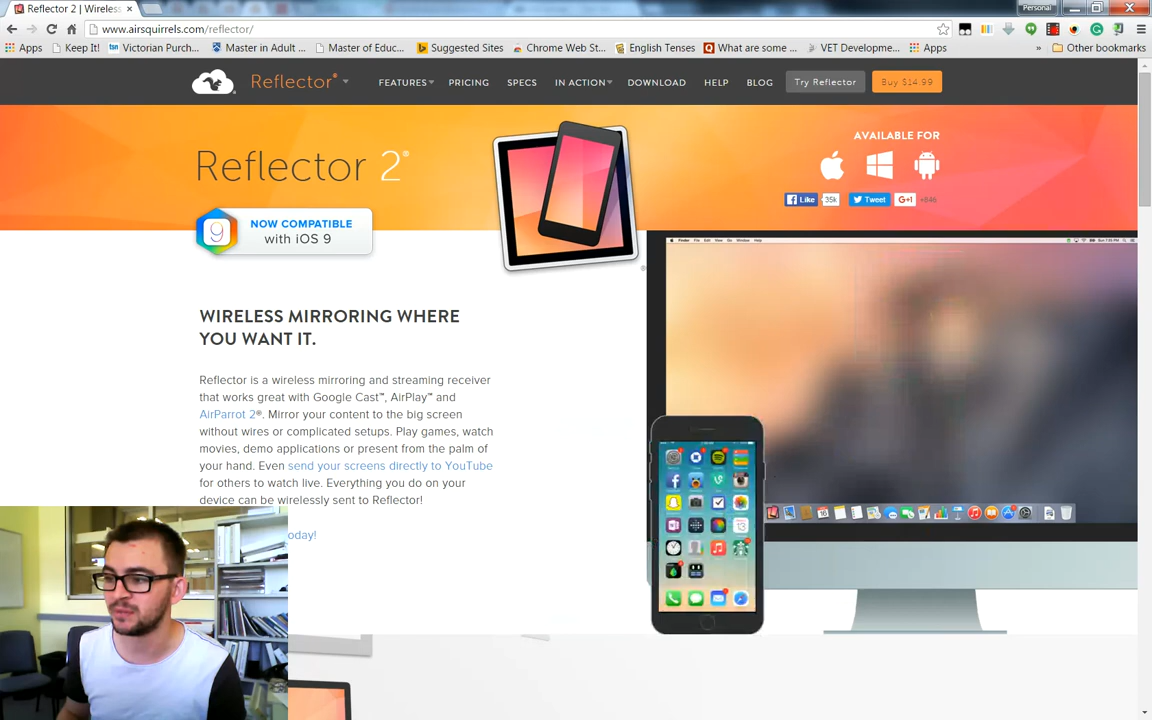 Reflector 2 | Wireless
Personal
www.airsquirrels.com/reflector/
Apps
Keep It!
tsn Victorian Purch...
Master in Adult ...
Master of Educ...
Suggested Sites
Chrome Web St...
English Tenses
What are some ...
VET Developme...
Apps
»
Other bookmarks
Reflector®
FEATURES
PRICING
SPECS
IN ACTION
DOWNLOAD
HELP
BLOG
Try Reflector
Buy $14.99
Reflector 2®
AVAILABLE FOR
Like 35k
Tweet
G+1 +946
9
NOW COMPATIBLE
with iOS 9
WIRELESS MIRRORING WHERE
YOU WANT IT.
Reflector is a wireless mirroring and streaming receiver
that works great with Google Cast™, AirPlay™ and
AirParrot 2®. Mirror your content to the big screen
without wires or complicated setups. Play games, watch
movies, demo applications or present from the palm of
your hand. Even send your screens directly to YouTube
for others to watch live. Everything you do on your
device can be wirelessly sent to Reflector!
oday!